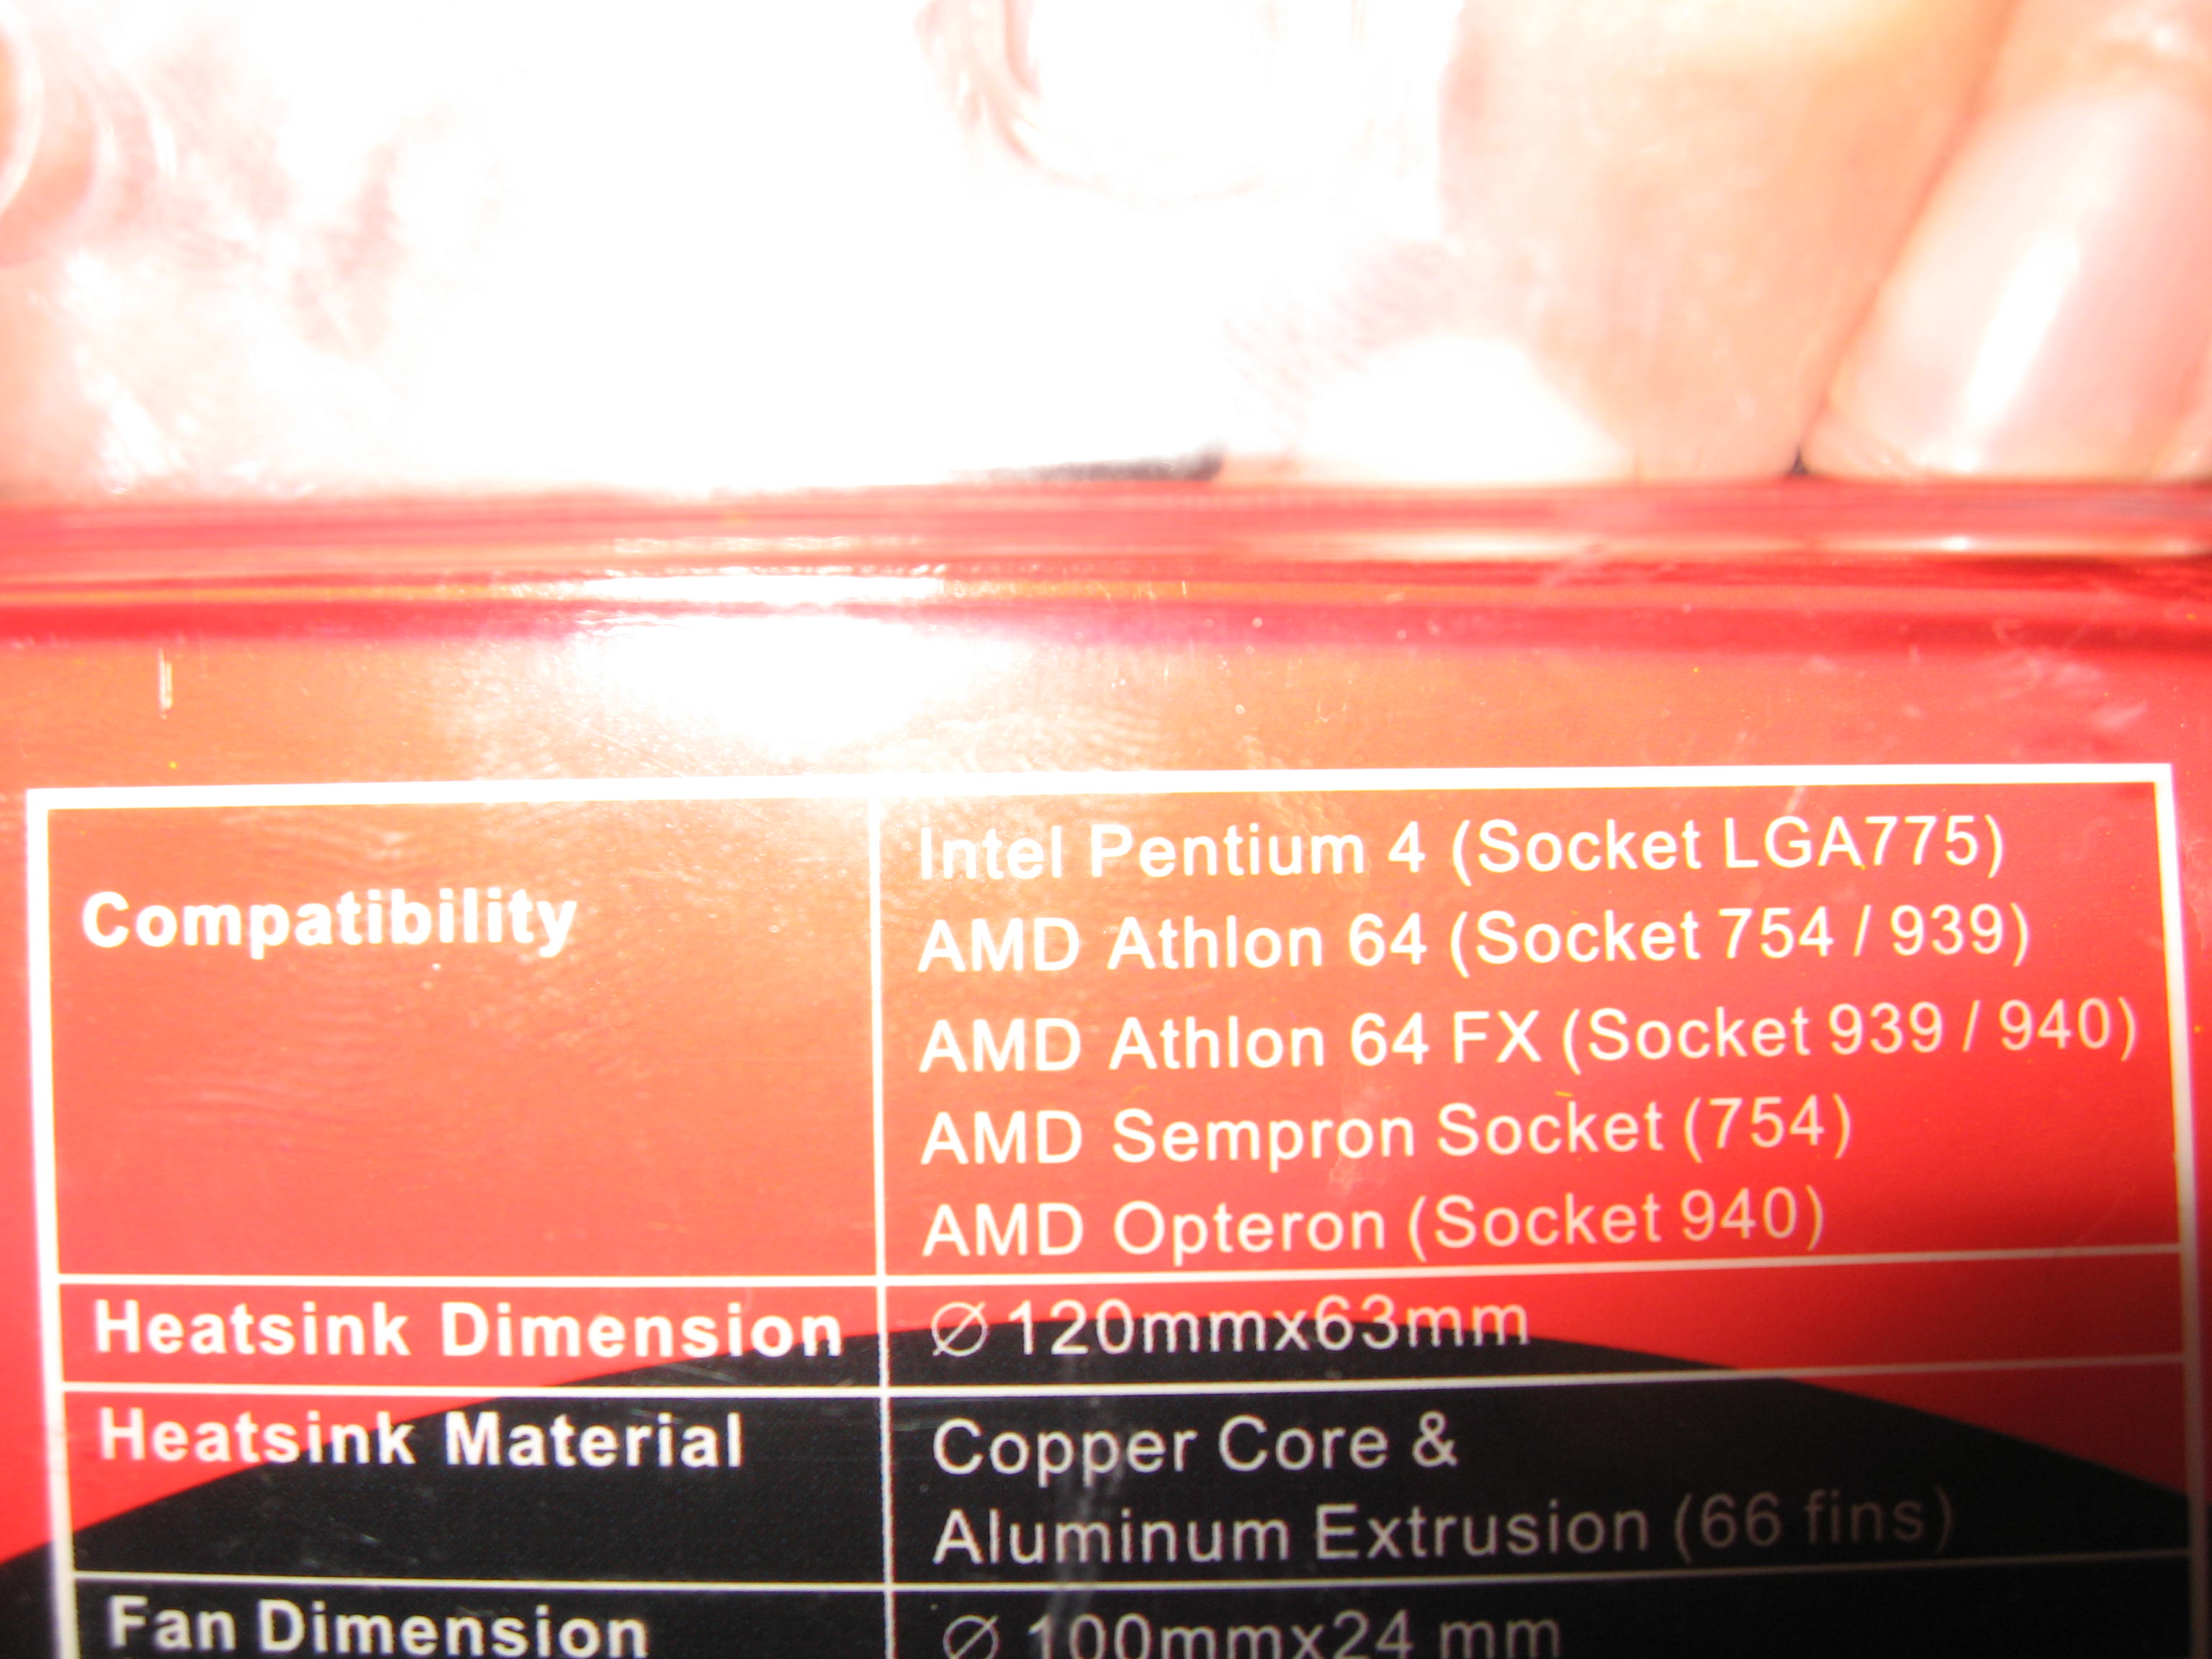 Compatibility
Intel Pentium 4 (Socket LGA775)
AMD Athlon 64 (Socket 754 / 939)
AMD Athlon 64 FX (Socket 939 / 940)
AMD Sempron Socket (754)
AMD Opteron (Socket 940)
Heatsink Dimension
Ø 120mmx63mm
Heatsink Material
Copper Core &
Aluminum Extrusion (66 fins)
Fan Dimension
Ø 100mmx24 mm